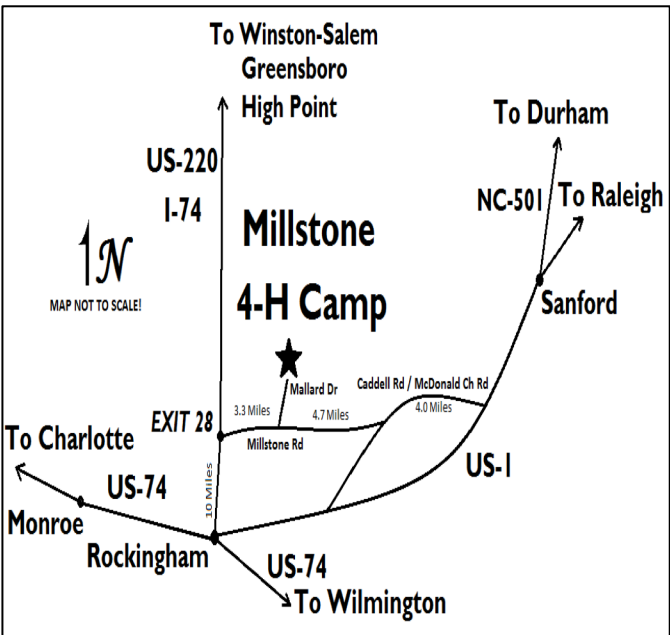 To Winston-Salem
Greensboro
High Point
To Durham
US-220
I-74
NC-501
To Raleigh
N
MAP NOT TO SCALE!
Millstone
4-H Camp
Sanford
Mallard Dr
Caddell Rd / McDonald Ch Rd
3.3 Miles
4.7 Miles
4.0 Miles
EXIT 28
Millstone Rd
To Charlotte
US-74
Monroe
10 Miles
US-1
Rockingham
US-74
To Wilmington